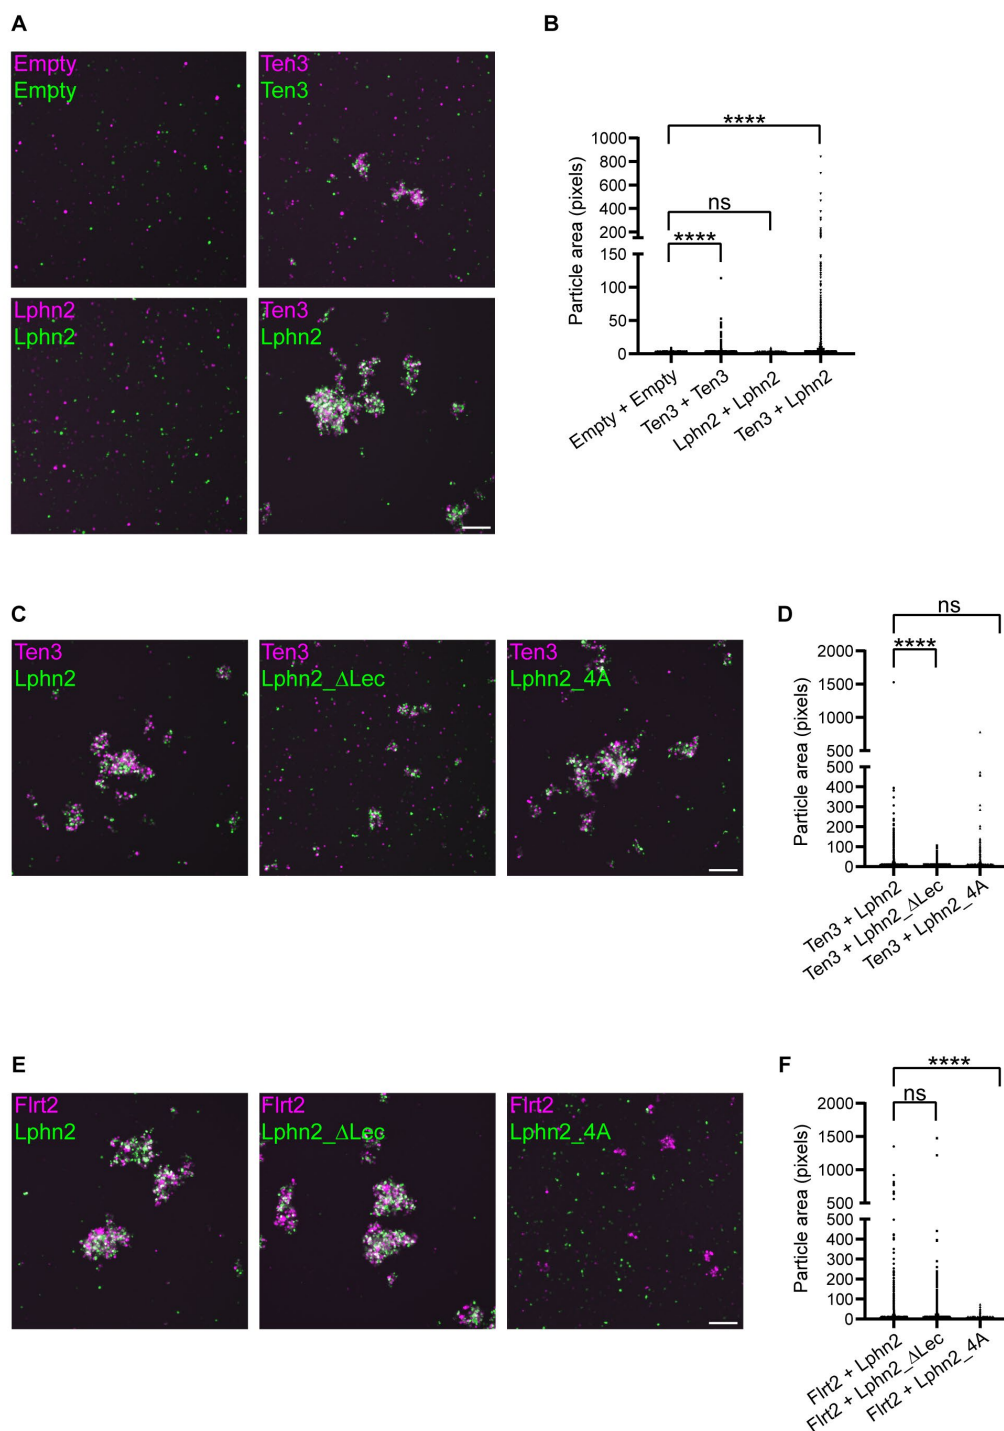 A
Empty
Empty
Ten3
Ten3
Lphn2
Lphn2
Ten3
Lphn2
B
****
ns
****
Particle area (pixels)
1000
800
600
400
200
150
100
50
0
Empty + Empty
Ten3 + Ten3
Lphn2 + Lphn2
Ten3 + Lphn2
C
Ten3
Lphn2
Ten3
Lphn2_ΔLec
Ten3
Lphn2_4A
D
ns
****
Particle area (pixels)
2000
1500
1000
500
500
400
300
200
100
0
Ten3 + Lphn2
Ten3 + Lphn2_ΔLec
Ten3 + Lphn2_4A
E
Flrt2
Lphn2
Flrt2
Lphn2_ΔLec
Flrt2
Lphn2_4A
F
****
ns
Particle area (pixels)
2000
1500
1000
500
500
400
300
200
100
0
Flrt2 + Lphn2
Flrt2 + Lphn2_ΔLec
Flrt2 + Lphn2_4A